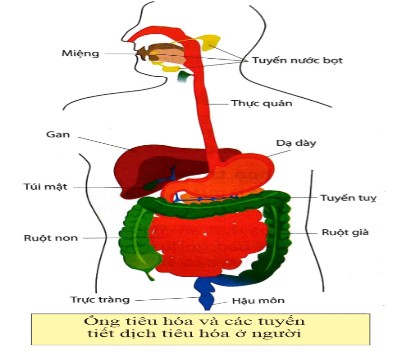 Miệng
Tuyến nước bọt
Thực quản
Gan
Dạ dày
Túi mật
Tuyến tuỵ
Ruột non
Ruột già
Trực tràng
Hậu môn
Ống tiêu hóa và các tuyến
tiết dịch tiêu hóa ở người